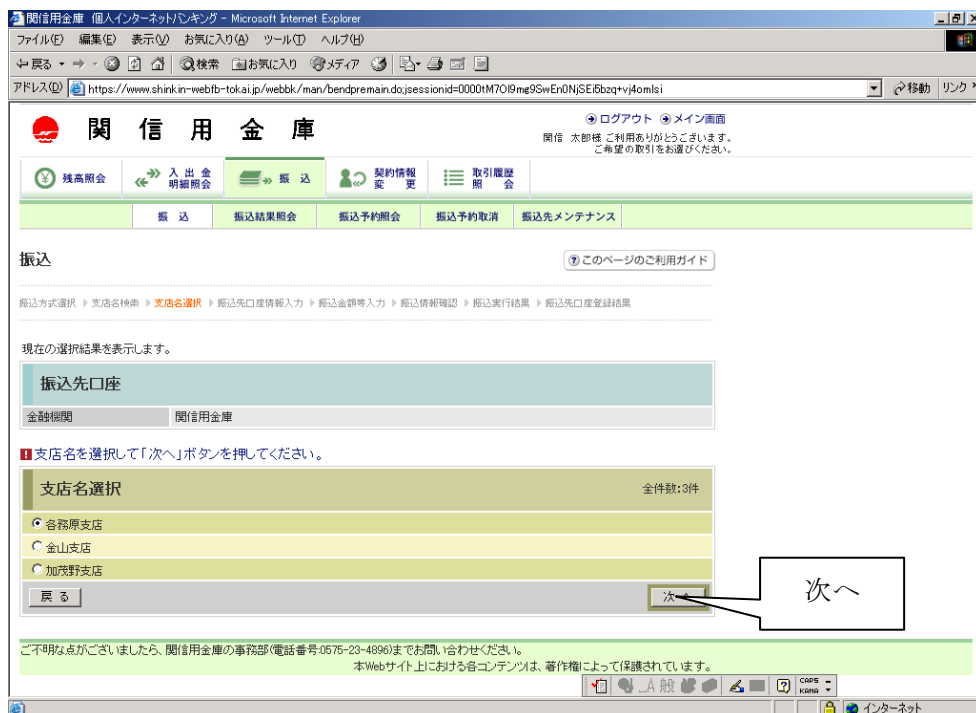 関信用金庫 個人インターネットバンキング - Microsoft Internet Explorer
ファイル(F) 編集(E) 表示(V) お気に入り(A) ツール(T) ヘルプ(H)
戻る 検索 お気に入り メディア
アドレス(D) https://www.shinkin-webfb-tokai.jp/webbk/man/bendpremain.do;jsessionid=0000tM7OI9mg9SwEn0NjSEi5bzq+vj4omlsi 移動 リンク
関信用金庫
ログアウト メイン画面
関信 太郎様 ご利用ありがとうございます。
ご希望の取引をお選びください。
残高照会 入出金明細照会 振込 契約情報変更 取引履歴照会
振込 振込結果照会 振込予約照会 振込予約取消 振込先メンテナンス
振込 ?このページのご利用ガイド
振込方式選択 ▶ 支店名検索 ▶ 支店名選択 ▶ 振込先口座情報入力 ▶ 振込金額等入力 ▶ 振込情報確認 ▶ 振込実行結果 ▶ 振込先口座登録結果
現在の選択結果を表示します。
振込先口座
金融機関 関信用金庫
!支店名を選択して「次へ」ボタンを押してください。
支店名選択 全件数:3件
各務原支店
金山支店
加茂野支店
戻る 次へ
次へ
ご不明な点がございましたら、関信用金庫の事務部(電話番号:0575-23-4896)までお問い合わせください。
本Webサイト上における各コンテンツは、著作権によって保護されています。
A 般 ? CAPS KANA
インターネット